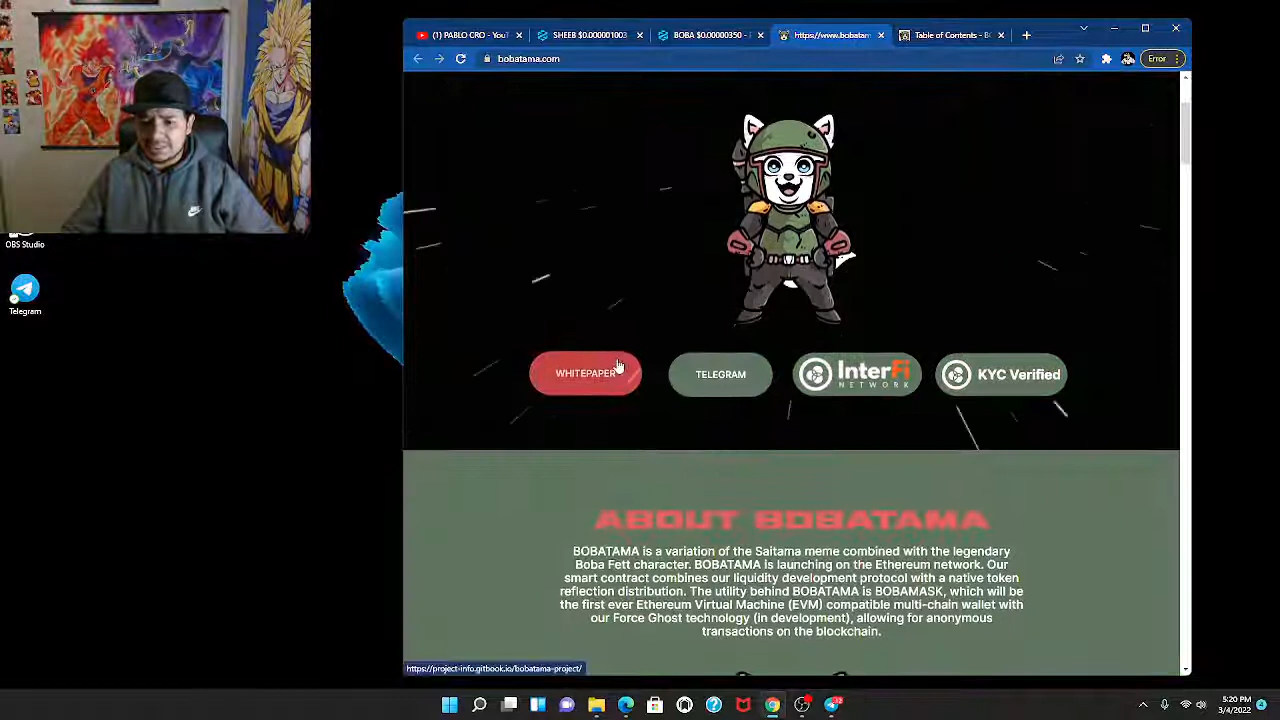 (1) PABLO CRO - YouT
SHEEB $0.00001003
BOBA $0.00000350 -
https://www.bobatam
Table of Contents - BO
bobatama.com
Error
WHITEPAPER
TELEGRAM
InterFi
NETWORK
KYC Verified
OBS Studio
Telegram
ABOUT BOBATAMA
BOBATAMA is a variation of the Saitama meme combined with the legendary
Boba Fett character. BOBATAMA is launching on the Ethereum network. Our
smart contract combines our liquidity development protocol with a native token
reflection distribution. The utility behind BOBATAMA is BOBAMASK, which will be
the first ever Ethereum Virtual Machine (EVM) compatible multi-chain wallet with
our Force Ghost technology (in development), allowing for anonymous
transactions on the blockchain.
https://project-info.gitbook.io/bobatama-project/
5:20 PM
3/4/2022